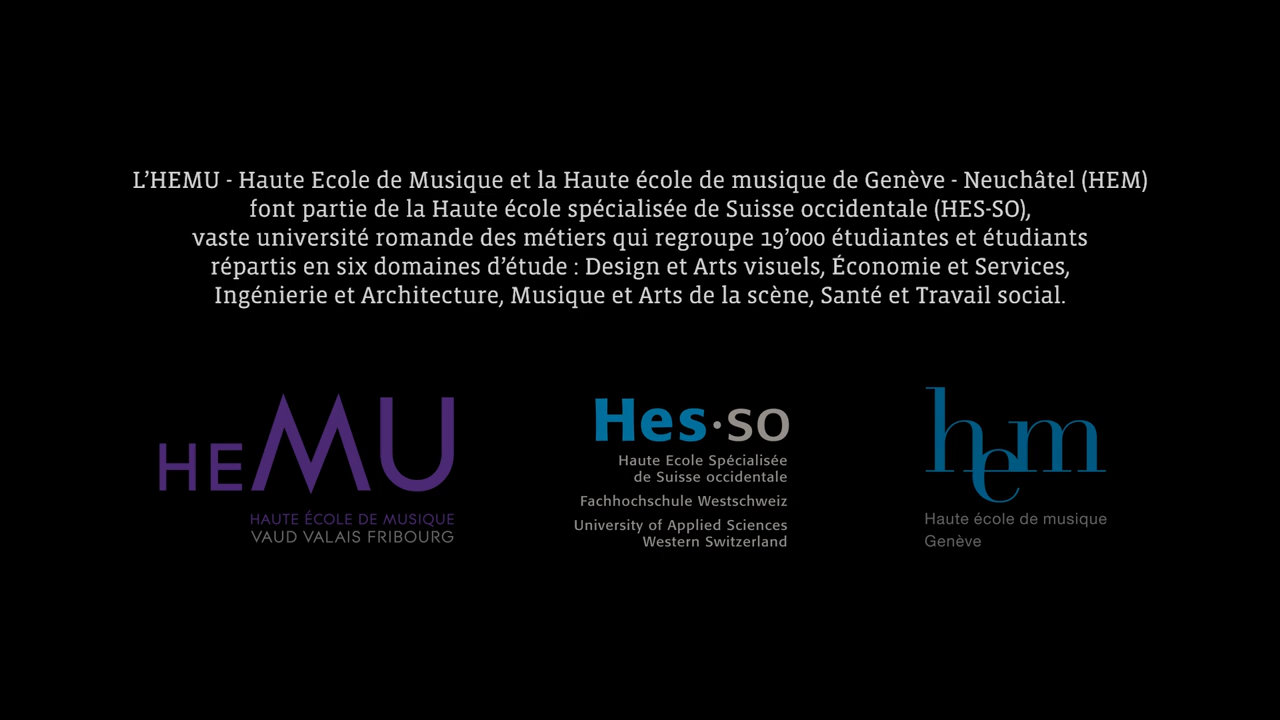 L’HEMU - Haute Ecole de Musique et la Haute école de musique de Genève - Neuchâtel (HEM)
font partie de la Haute école spécialisée de Suisse occidentale (HES-SO),
vaste université romande des métiers qui regroupe 19’000 étudiantes et étudiants
répartis en six domaines d’étude : Design et Arts visuels, Économie et Services,
Ingénierie et Architecture, Musique et Arts de la scène, Santé et Travail social.
HEMU
HAUTE ÉCOLE DE MUSIQUE
VAUD VALAIS FRIBOURG
Hes·so
Haute Ecole Spécialisée
de Suisse occidentale
Fachhochschule Westschweiz
University of Applied Sciences
Western Switzerland
hem
Haute école de musique
Genève